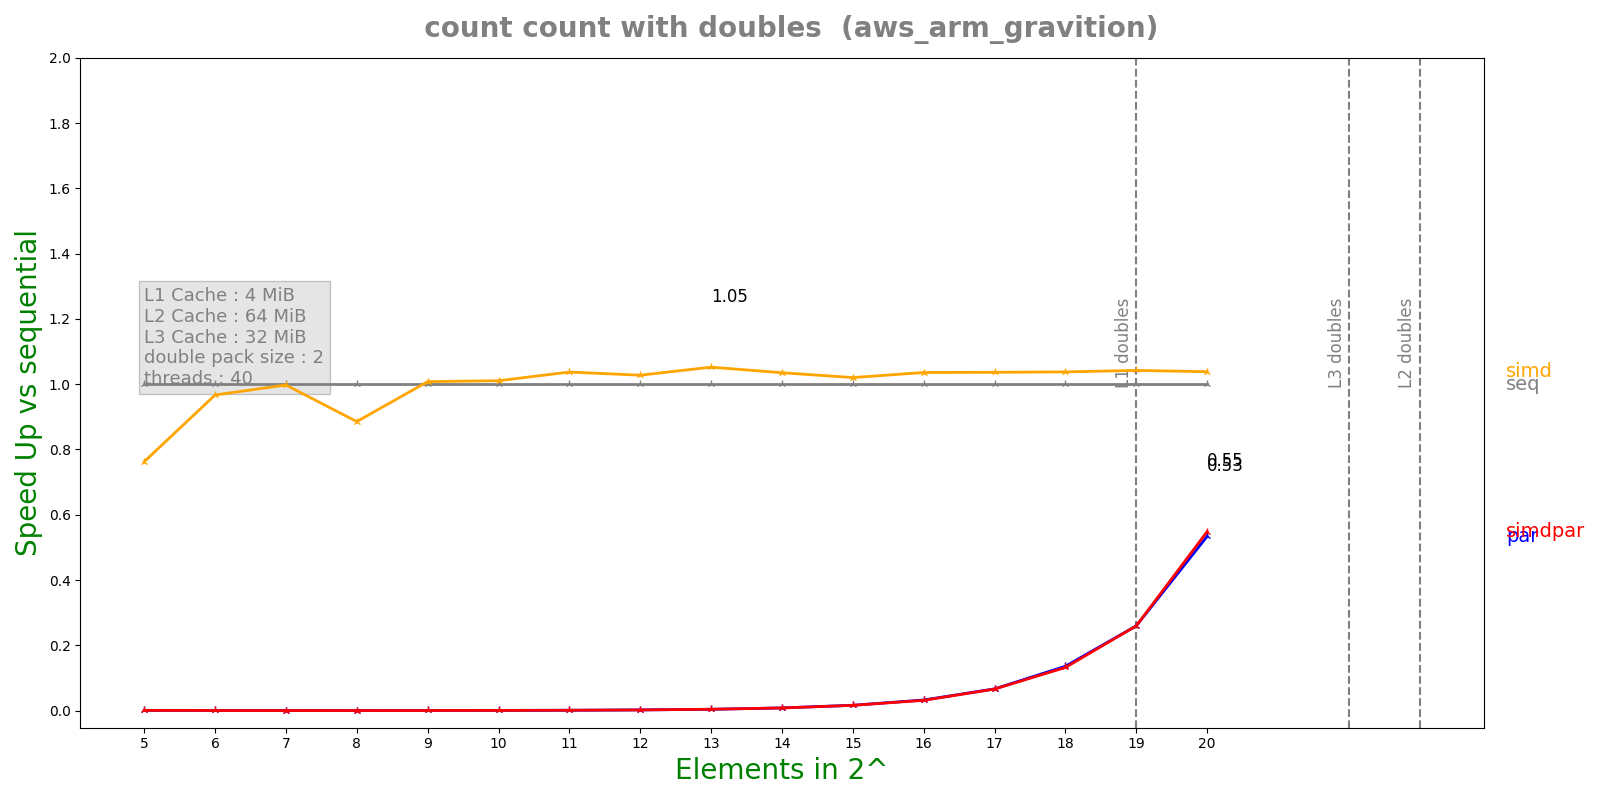 count count with doubles (aws_arm_gravition)
Speed Up vs sequential
2.0
1.8
1.6
1.4
1.2
1.0
0.8
0.6
0.4
0.2
0.0
L1 Cache : 4 MiB
L2 Cache : 64 MiB
L3 Cache : 32 MiB
double pack size : 2
threads : 40
1.05
L1 doubles
L3 doubles
L2 doubles
simd
seq
0.55
0.53
simdpar
par
5 6 7 8 9 10 11 12 13 14 15 16 17 18 19 20
Elements in 2^